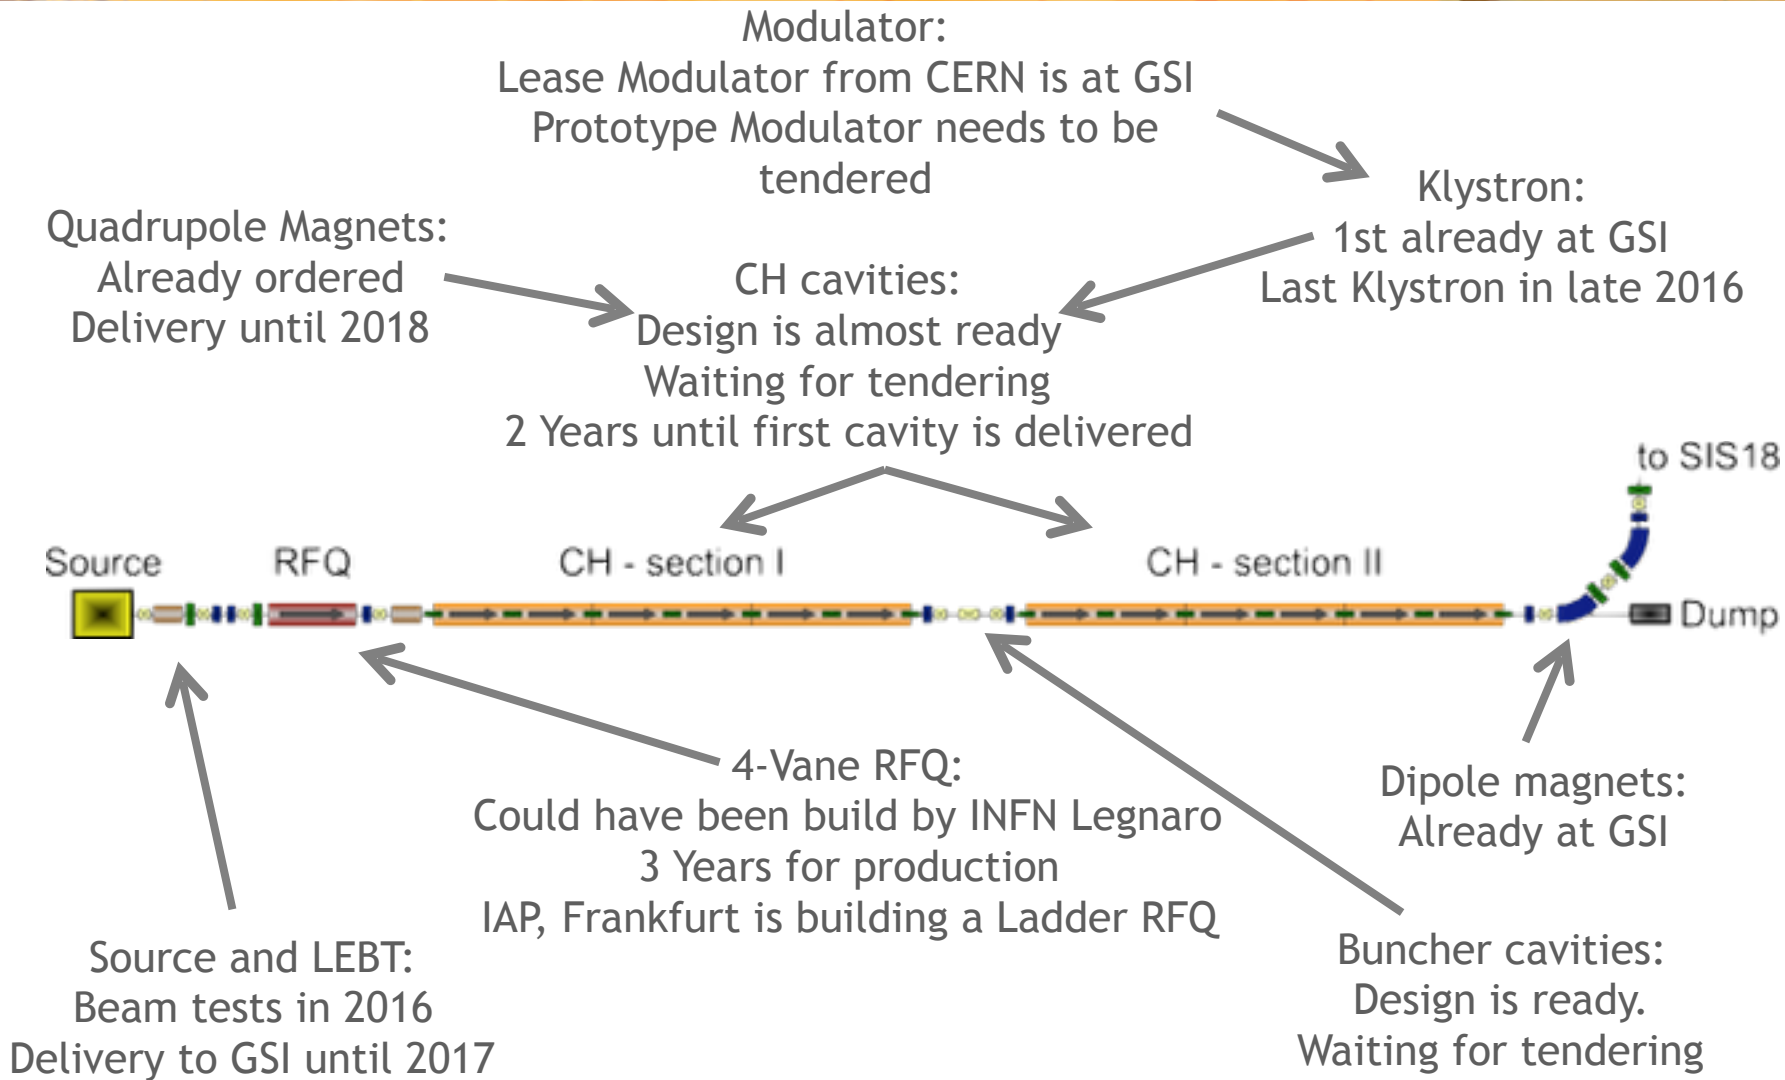 Modulator:
Lease Modulator from CERN is at GSI
Prototype Modulator needs to be
tendered
Klystron:
1st already at GSI
Last Klystron in late 2016
Quadrupole Magnets:
Already ordered
Delivery until 2018
CH cavities:
Design is almost ready
Waiting for tendering
2 Years until first cavity is delivered
to SIS18
Source
RFQ
CH - section I
CH - section II
Dump
4-Vane RFQ:
Could have been build by INFN Legnaro
3 Years for production
IAP, Frankfurt is building a Ladder RFQ
Dipole magnets:
Already at GSI
Source and LEBT:
Beam tests in 2016
Delivery to GSI until 2017
Buncher cavities:
Design is ready.
Waiting for tendering